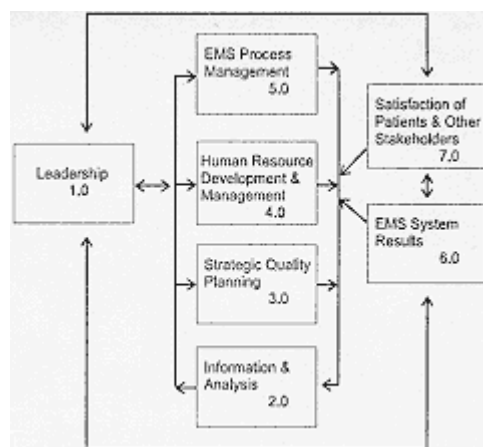 EMS Process
Management
5.0
Satisfaction of
Patients & Other
Stakeholders
7.0
Leadership
1.0
Human Resource
Development &
Management
4.0
EMS System
Results
6.0
Strategic Quality
Planning
3.0
Information &
Analysis
2.0